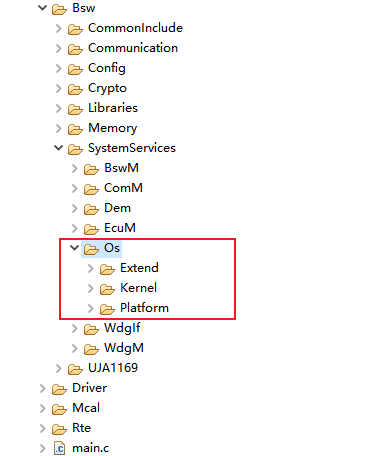 Bsw
CommonInclude
Communication
Config
Crypto
Libraries
Memory
SystemServices
BswM
ComM
Dem
EcuM
Os
Extend
Kernel
Platform
WdgIf
WdgM
UJA1169
Driver
Mcal
Rte
.c main.c